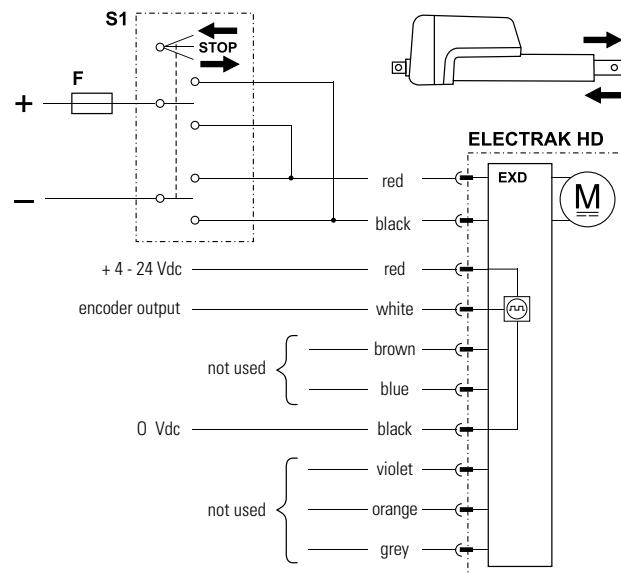 S1
STOP
F
+
–
ELECTRAK HD
EXD
M
red
black
+ 4 - 24 Vdc
red
encoder output
white
not used
brown
blue
0 Vdc
black
not used
violet
orange
grey